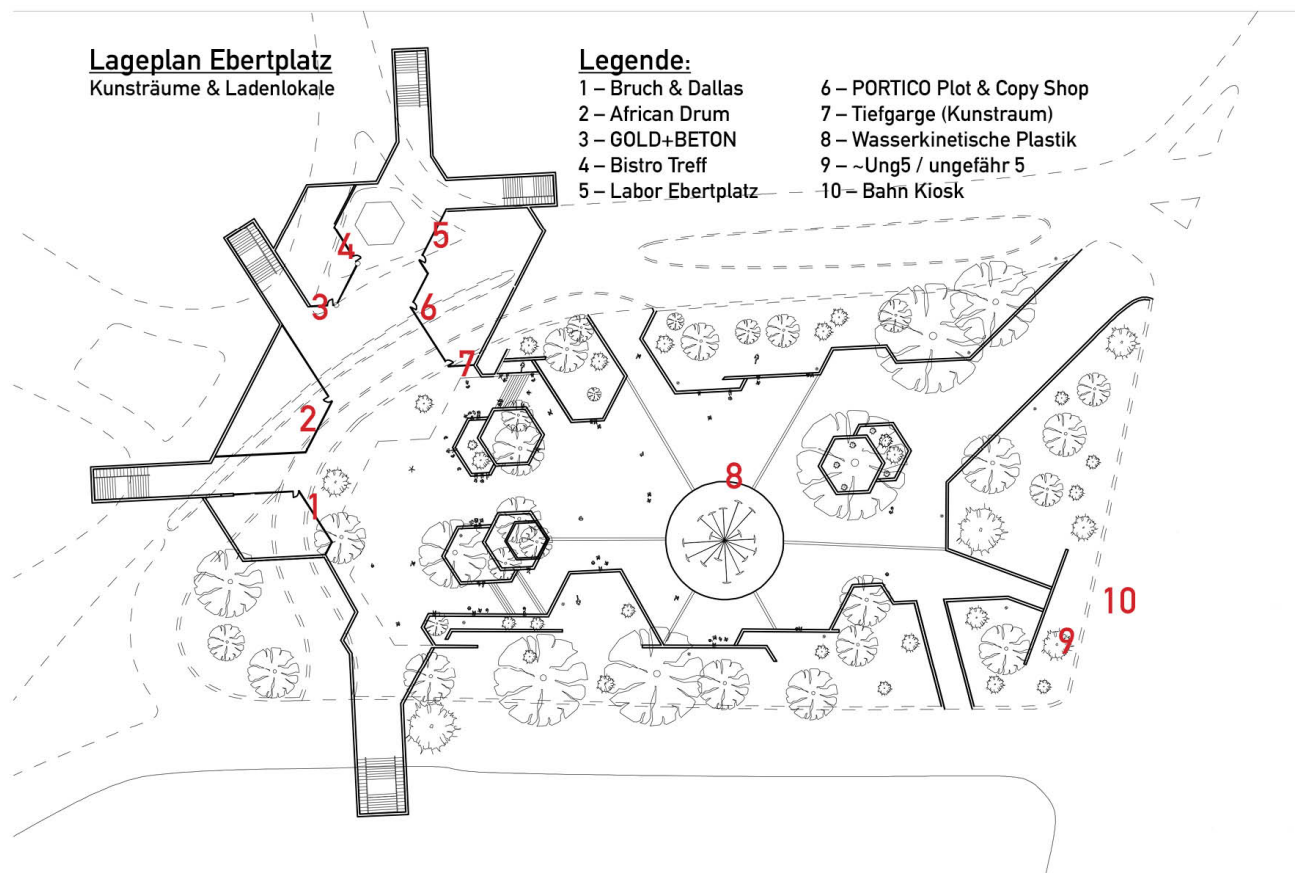 Lageplan Ebertplatz
Kunsträume & Ladenlokale
Legende:
1 – Bruch & Dallas
2 – African Drum
3 – GOLD+BETON
4 – Bistro Treff
5 – Labor Ebertplatz
6 – PORTICO Plot & Copy Shop
7 – Tiefgarge (Kunstraum)
8 – Wasserkinetische Plastik
9 – ~Ung5 / ungefähr 5
10 – Bahn Kiosk
5
4
3
6
7
2
8
1
10
9